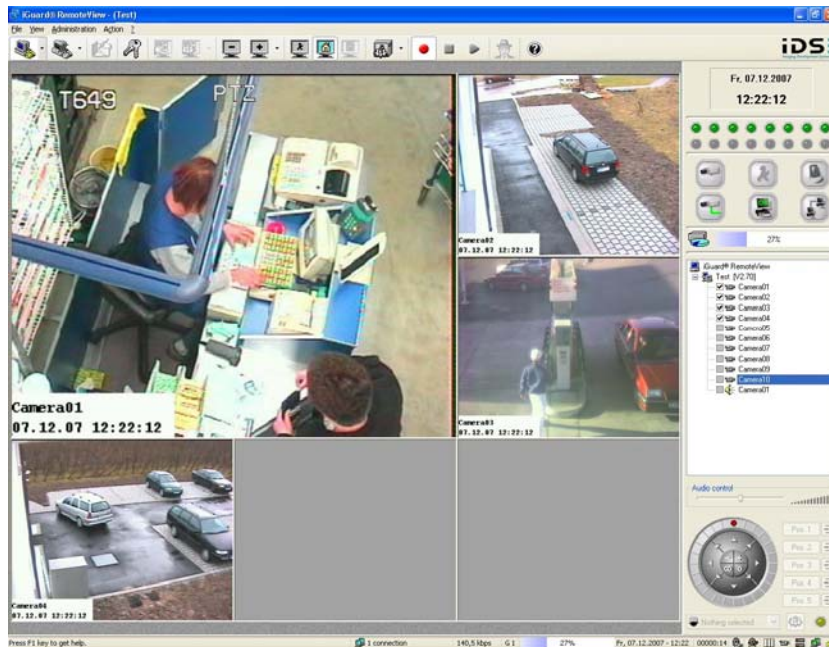 iGuard® RemoteView - (Test)
File View Administration Action ?
iDS
Fr, 07.12.2007
12:22:12
T649 PTZ
Camera01
07.12.07 12:22:12
Camera02
07.12.07 12:22:12
Camera03
07.12.07 12:22:12
Camera04
07.12.07 12:22:12
27%
iGuard® RemoteView
Test [V2.70]
Camera01
Camera02
Camera03
Camera04
Camera05
Camera06
Camera07
Camera08
Camera09
Camera10
Camera01
Audio control
Pos. 1
Pos. 2
Pos. 3
Pos. 4
Pos. 5
Nothing selected
Press F1 key to get help.
1 connection
140,5 kbps
G 1
27%
Fr, 07.12.2007 - 12:22
00000:14